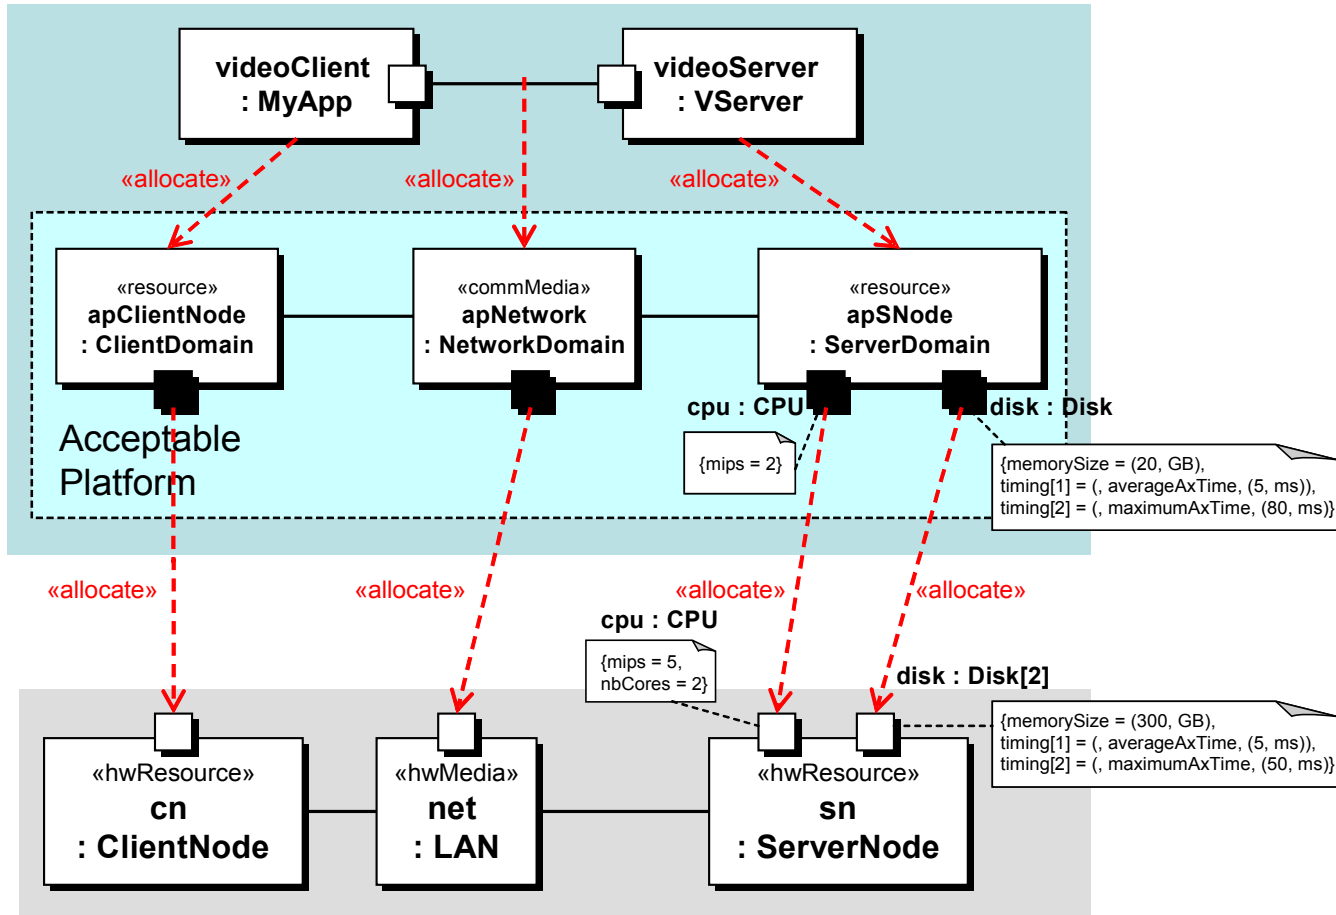 videoClient
: MyApp
videoServer
: VServer
«allocate»
«allocate»
«allocate»
«resource»
apClientNode
: ClientDomain
«commMedia»
apNetwork
: NetworkDomain
«resource»
apSNode
: ServerDomain
cpu : CPU
disk : Disk
Acceptable
Platform
{mips = 2}
{memorySize = (20, GB),
timing[1] = (, averageAxTime, (5, ms)),
timing[2] = (, maximumAxTime, (80, ms)}
«allocate»
«allocate»
«allocate»
«allocate»
cpu : CPU
{mips = 5,
nbCores = 2}
disk : Disk[2]
{memorySize = (300, GB),
timing[1] = (, averageAxTime, (5, ms)),
timing[2] = (, maximumAxTime, (50, ms)}
«hwResource»
cn
: ClientNode
«hwMedia»
net
: LAN
«hwResource»
sn
: ServerNode